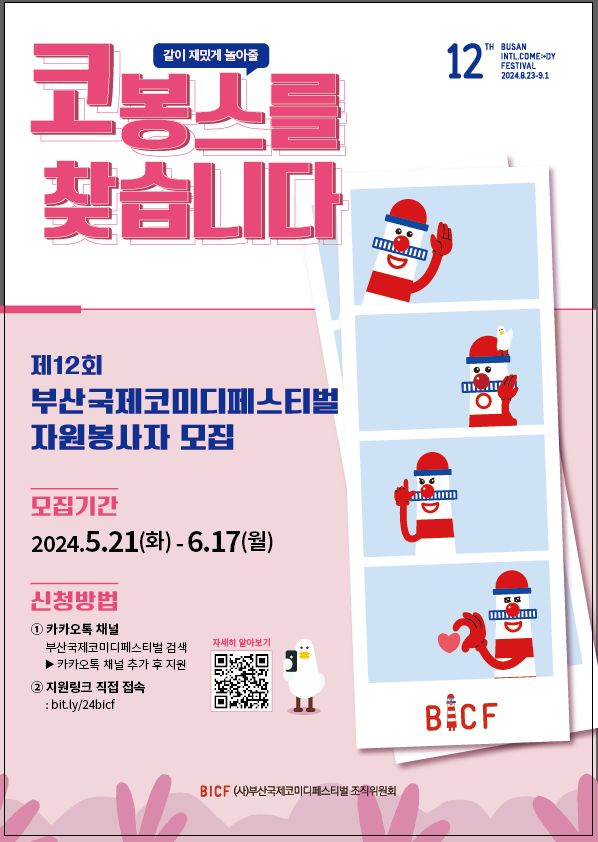 같이 재밌게 놀아줄
코봉스를
찾습니다
12TH BUSAN
INTL.COMEDY
FESTIVAL
2024.8.23-9.1
제12회
부산국제코미디페스티벌
자원봉사자 모집
모집기간
2024.5.21(화) - 6.17(월)
신청방법
① 카카오톡 채널
부산국제코미디페스티벌 검색
▶ 카카오톡 채널 추가 후 지원
② 지원링크 직접 접속
: bit.ly/24bicf
자세히 알아보기
BICF
BICF (사)부산국제코미디페스티벌 조직위원회